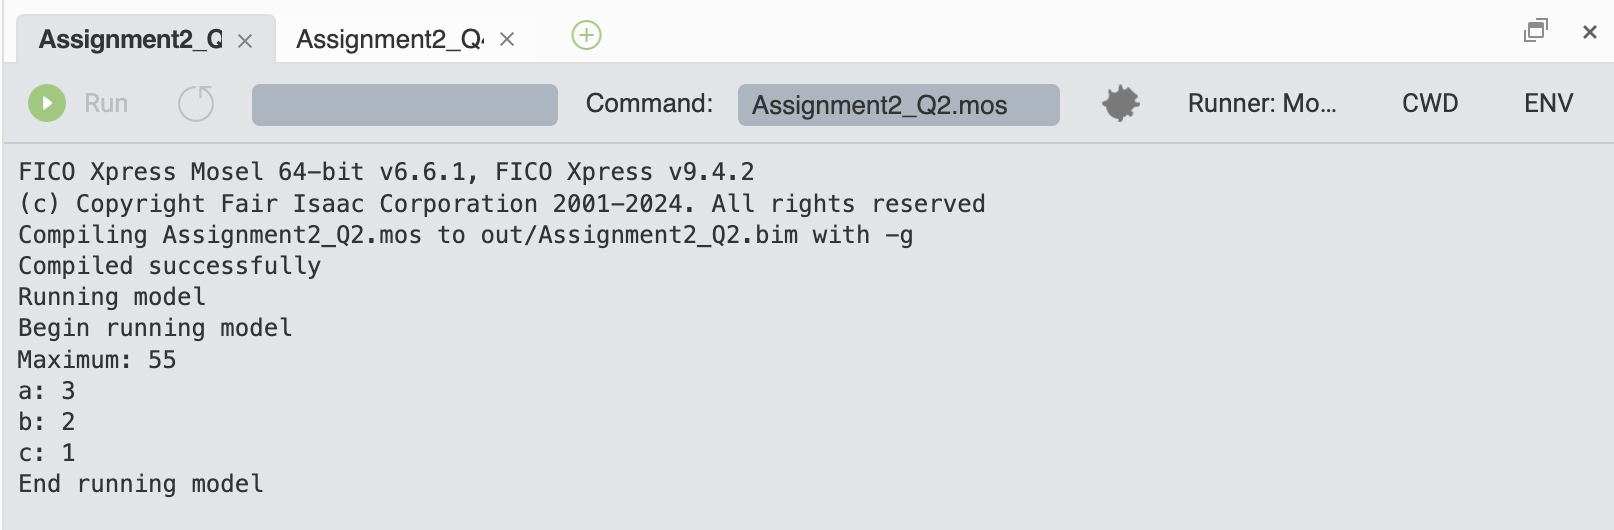 Assignment2_Q
Assignment2_Q
Run Command: Assignment2_Q2.mos Runner: Mo... CWD ENV
FICO Xpress Mosel 64-bit v6.6.1, FICO Xpress v9.4.2
(c) Copyright Fair Isaac Corporation 2001-2024. All rights reserved
Compiling Assignment2_Q2.mos to out/Assignment2_Q2.bim with -g
Compiled successfully
Running model
Begin running model
Maximum: 55
a: 3
b: 2
c: 1
End running model